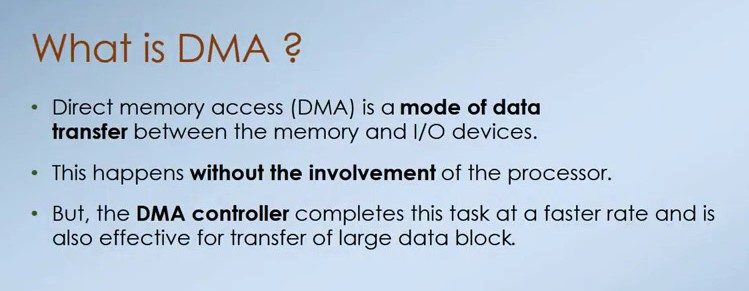 What is DMA ?
• Direct memory access (DMA) is a mode of data
transfer between the memory and I/O devices.
• This happens without the involvement of the processor.
• But, the DMA controller completes this task at a faster rate and is
also effective for transfer of large data block.